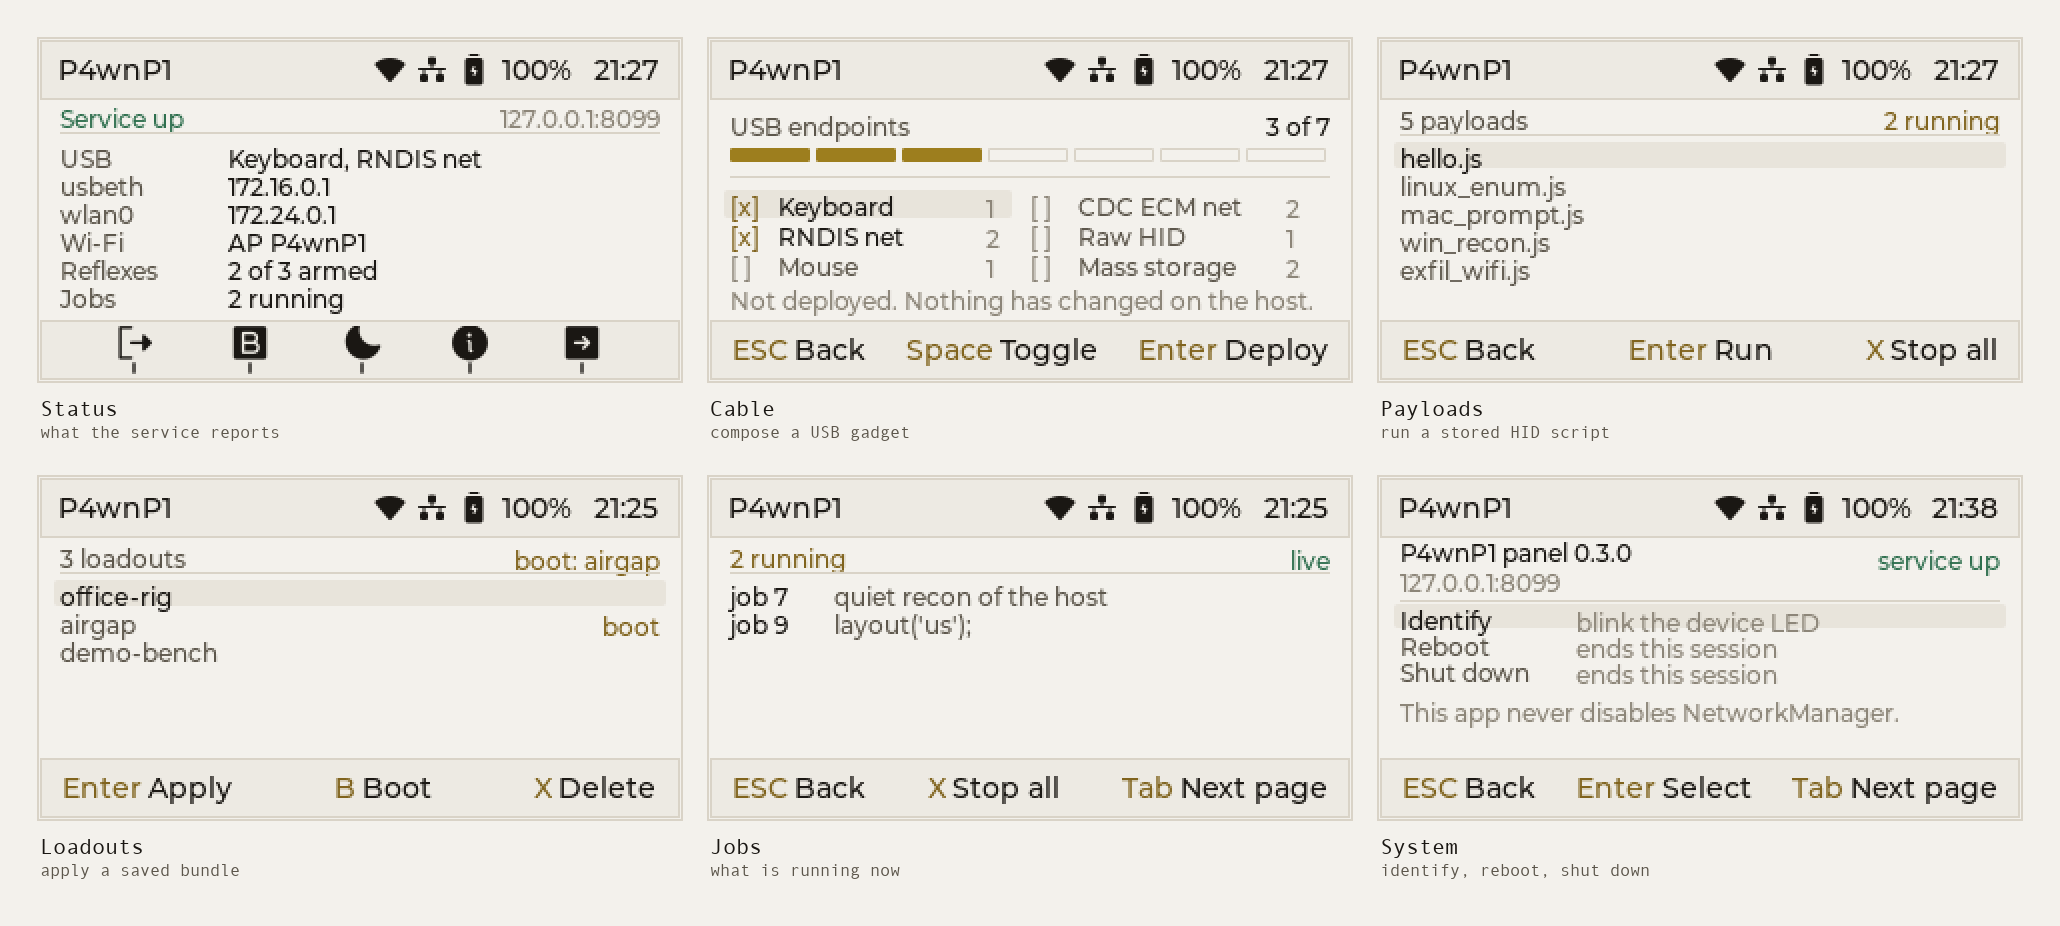 P4wnP1 100% 21:27
Service up 127.0.0.1:8099
USB Keyboard, RNDIS net
usbeth 172.16.0.1
wlan0 172.24.0.1
Wi-Fi AP P4wnP1
Reflexes 2 of 3 armed
Jobs 2 running
B
Status
what the service reports
P4wnP1 100% 21:27
USB endpoints 3 of 7
[x] Keyboard 1 [ ] CDC ECM net 2
[x] RNDIS net 2 [ ] Raw HID 1
[ ] Mouse 1 [ ] Mass storage 2
Not deployed. Nothing has changed on the host.
ESC Back Space Toggle Enter Deploy
Cable
compose a USB gadget
P4wnP1 100% 21:27
5 payloads 2 running
hello.js
linux_enum.js
mac_prompt.js
win_recon.js
exfil_wifi.js
ESC Back Enter Run X Stop all
Payloads
run a stored HID script
P4wnP1 100% 21:25
3 loadouts boot: airgap
office-rig
airgap boot
demo-bench
Enter Apply B Boot X Delete
Loadouts
apply a saved bundle
P4wnP1 100% 21:25
2 running live
job 7 quiet recon of the host
job 9 layout('us');
ESC Back X Stop all Tab Next page
Jobs
what is running now
P4wnP1 100% 21:38
P4wnP1 panel 0.3.0 service up
127.0.0.1:8099
Identify blink the device LED
Reboot ends this session
Shut down ends this session
This app never disables NetworkManager.
ESC Back Enter Select Tab Next page
System
identify, reboot, shut down